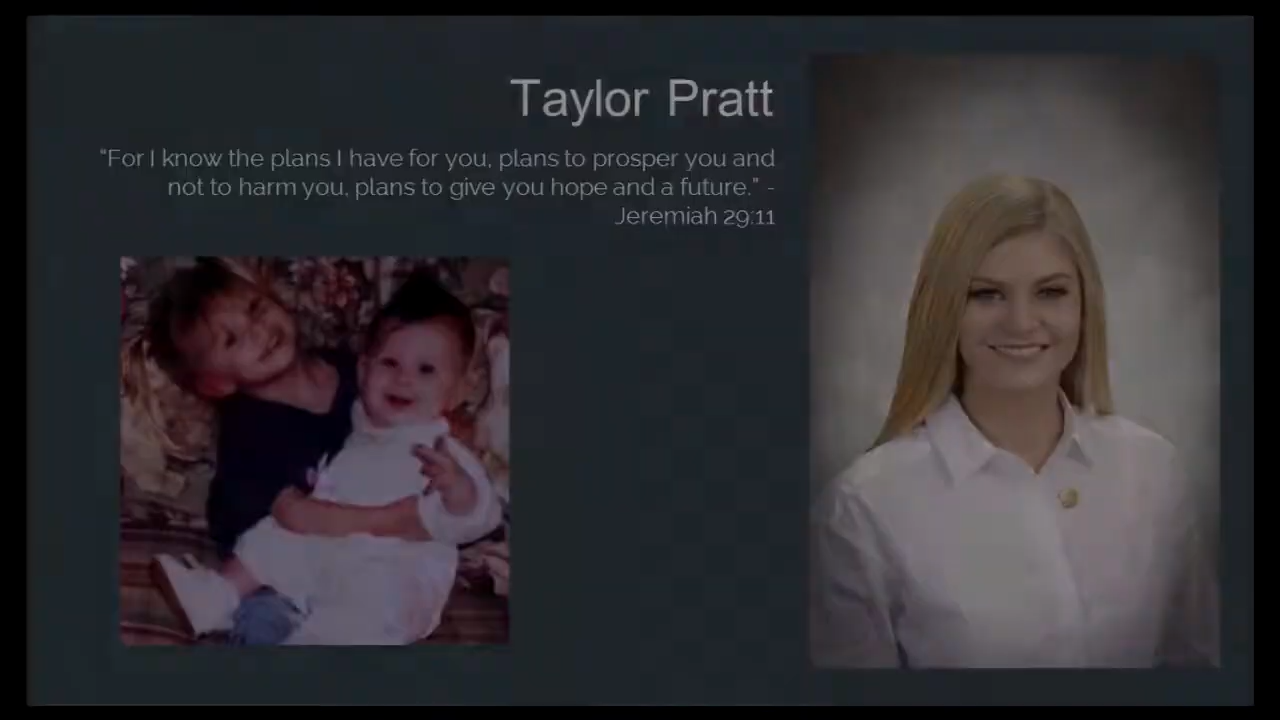 Taylor Pratt
"For I know the plans I have for you, plans to prosper you and
not to harm you, plans to give you hope and a future." -
Jeremiah 29:11